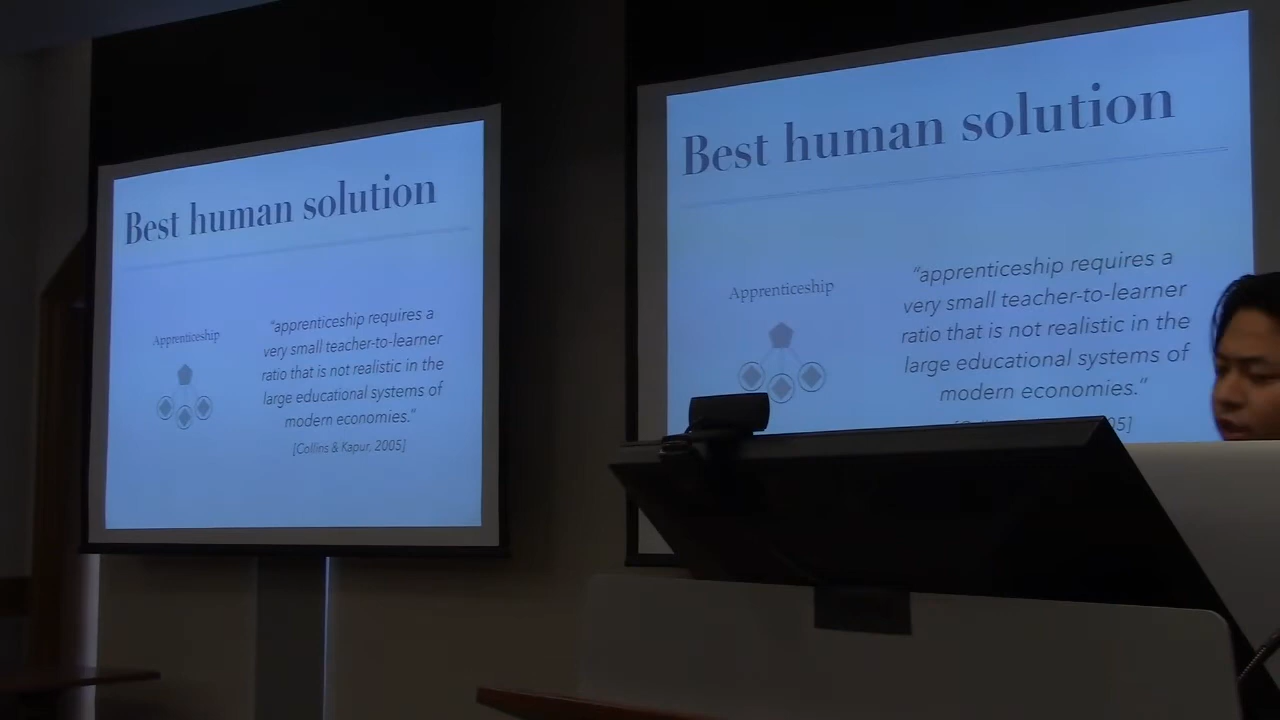 Best human solution
Apprenticeship
“apprenticeship requires a
very small teacher-to-learner
ratio that is not realistic in the
large educational systems of
modern economies.”
[Collins & Kapur, 2005]
Best human solution
Apprenticeship
“apprenticeship requires a
very small teacher-to-learner
ratio that is not realistic in the
large educational systems of
modern economies.”
05]